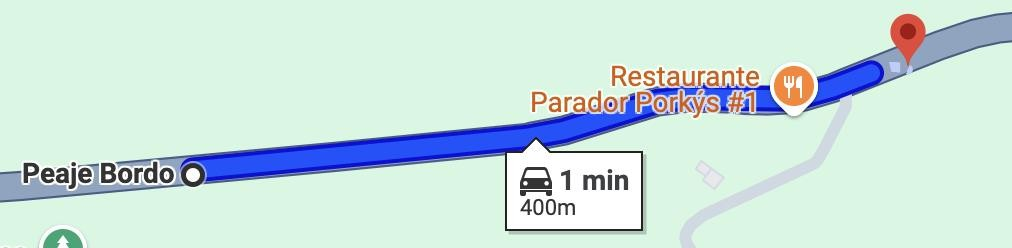 Restaurante
Parador Porkýs #1
Peaje Bordo
1 min
400m